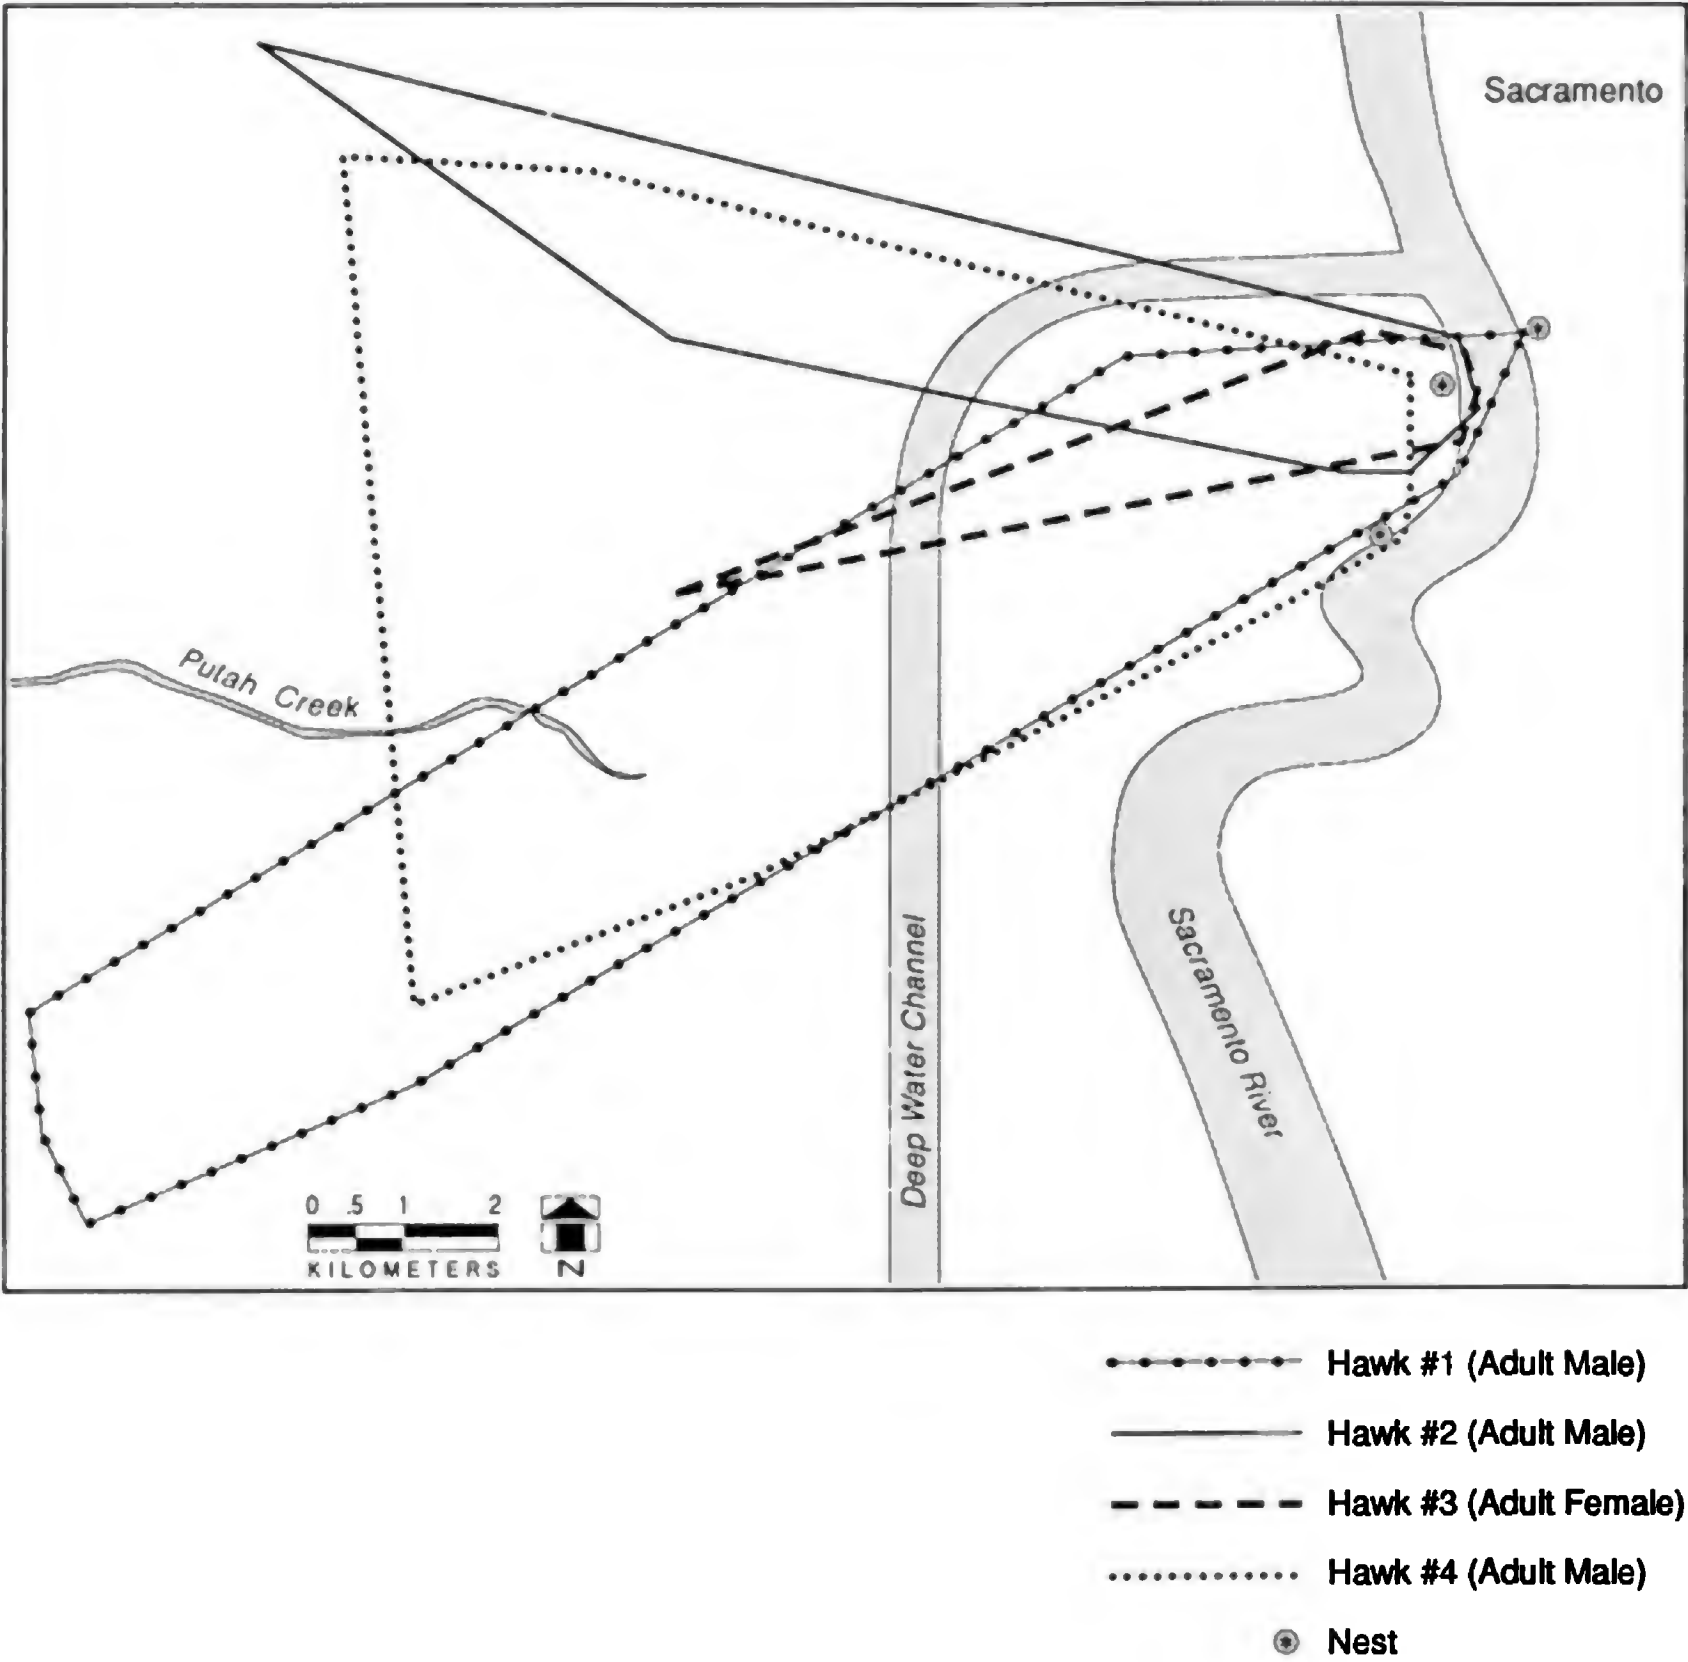 Sacramento
Putah Creek
Deep Water Channel
Sacramento River
0 .5 1 2
KILOMETERS
N
Hawk #1 (Adult Male)
Hawk #2 (Adult Male)
Hawk #3 (Adult Female)
Hawk #4 (Adult Male)
Nest